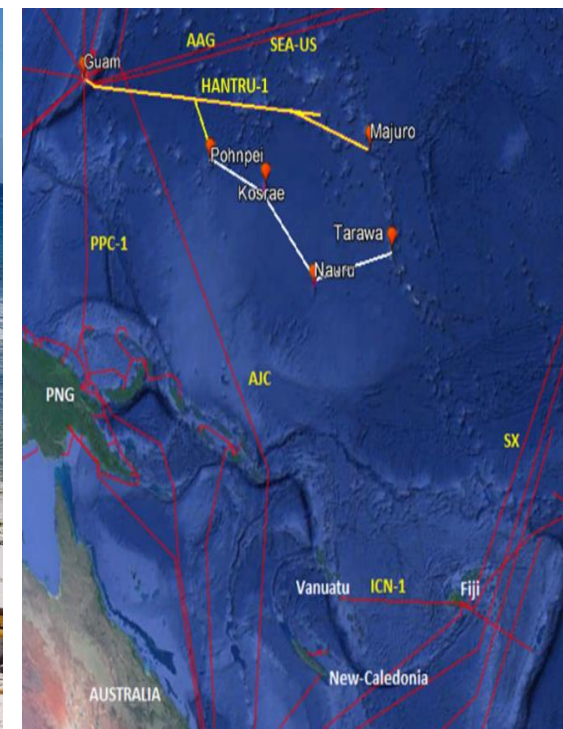 AAG
SEA-US
Guam
HANTRU-1
Majuro
Pohnpei
Kosrae
Tarawa
PPC-1
Nauru
AJC
PNG
SX
Vanuatu
ICN-1
Fiji
New-Caledonia
AUSTRALIA